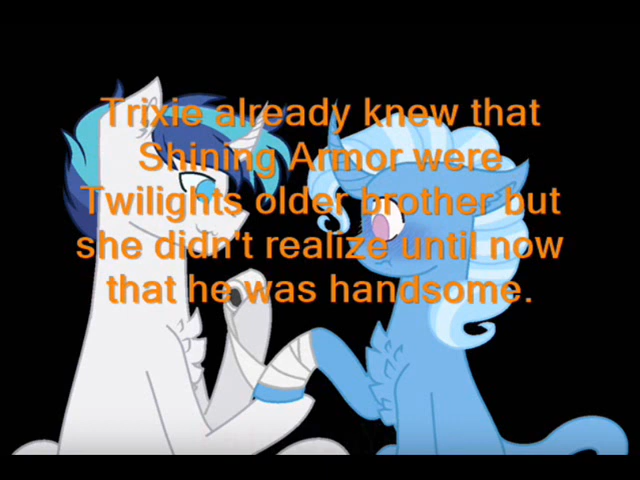 Trixie already knew that
Shining Armor were
Twilights older brother but
she didn't realize until now
that he was handsome.